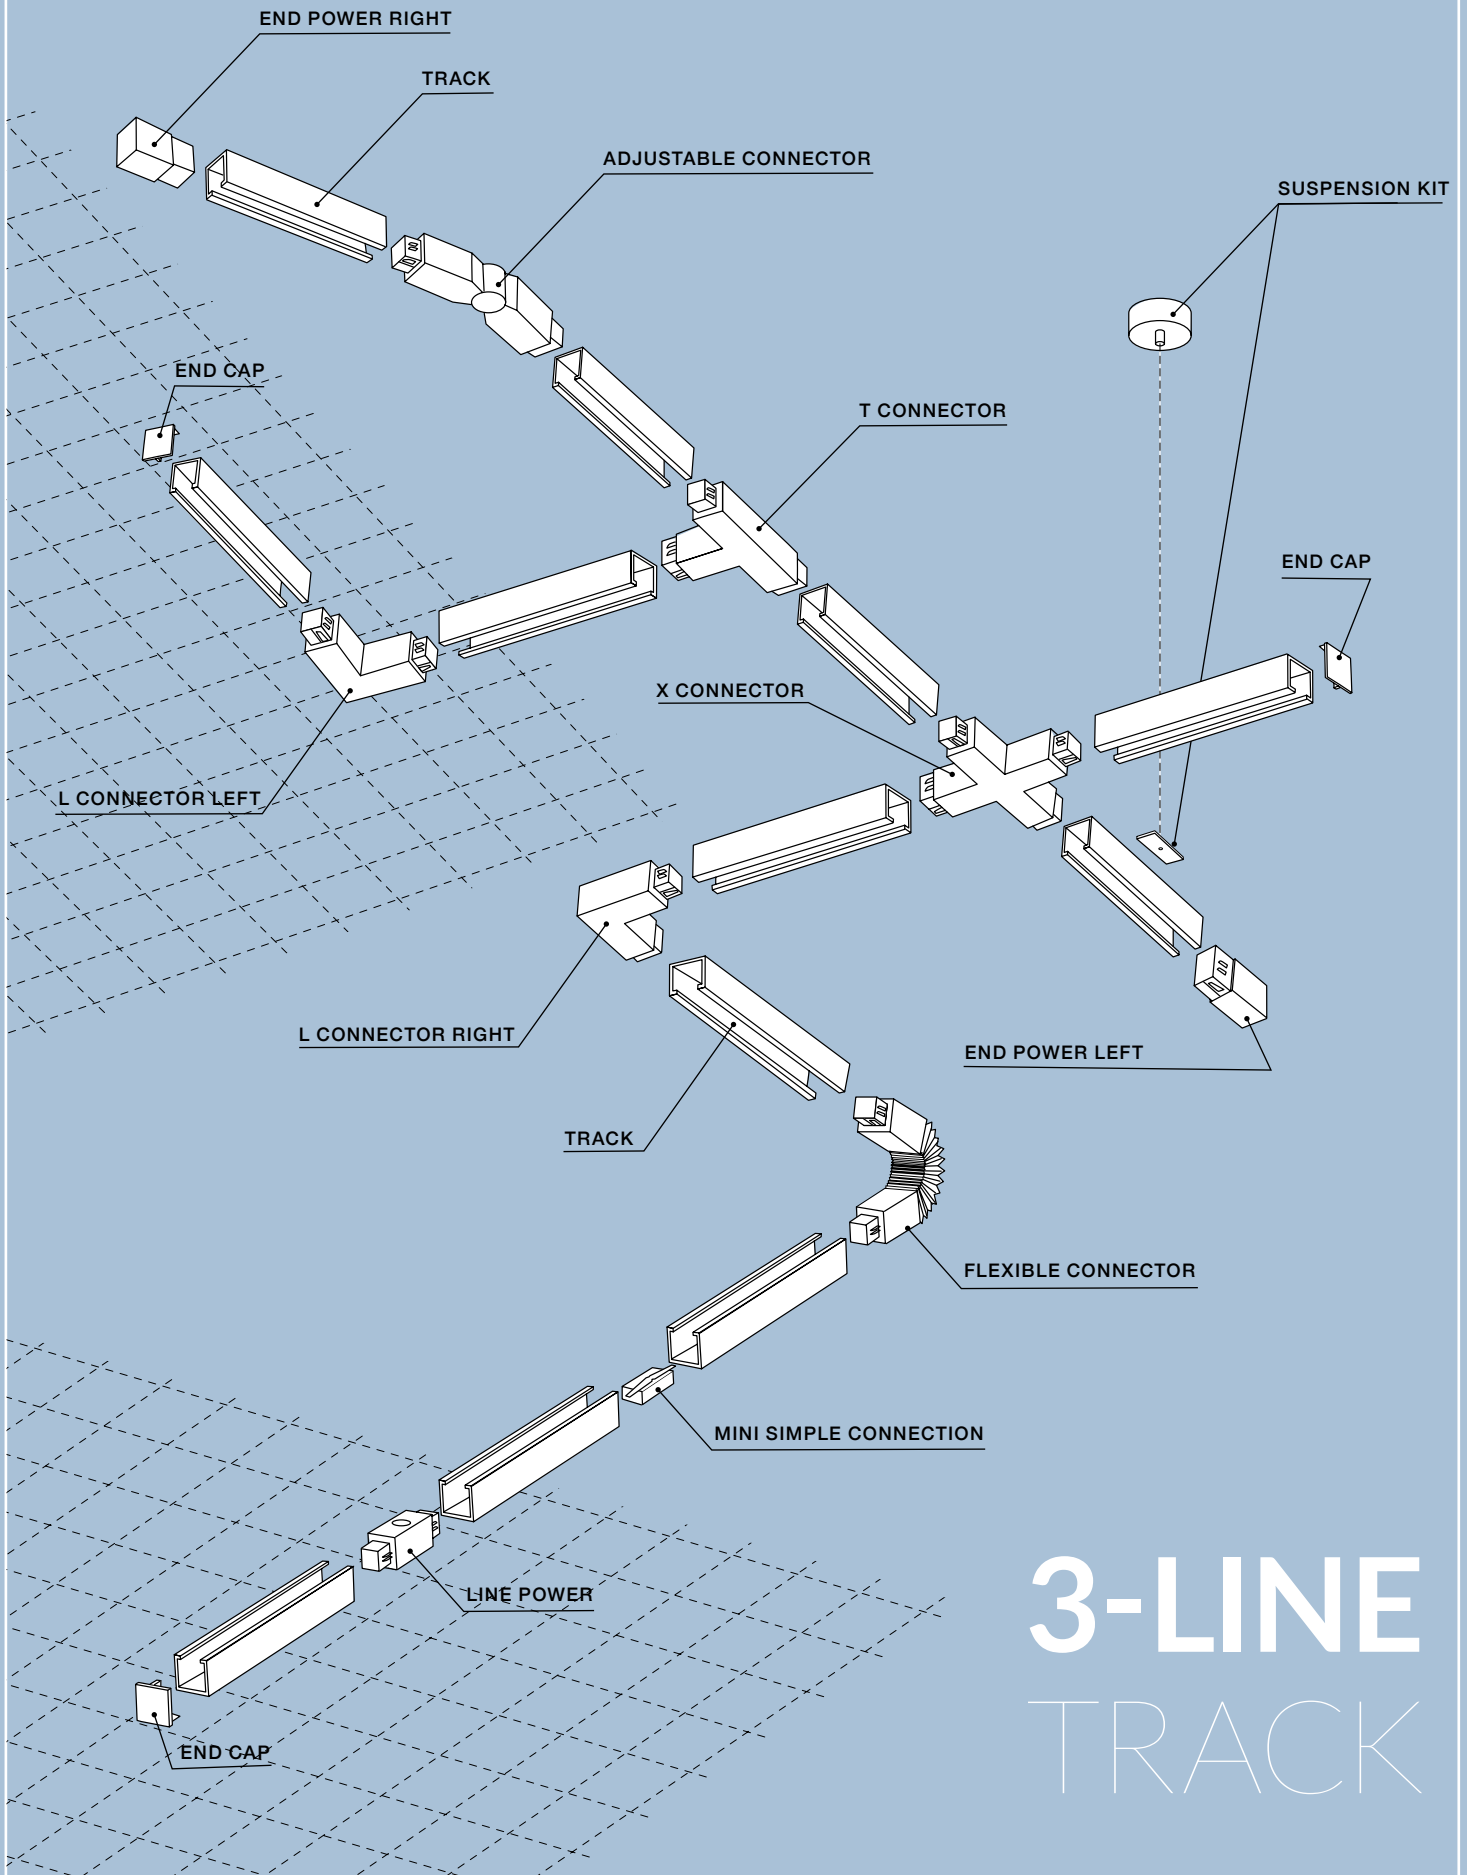 END POWER RIGHT
TRACK
ADJUSTABLE CONNECTOR
SUSPENSION KIT
END CAP
T CONNECTOR
END CAP
X CONNECTOR
L CONNECTOR LEFT
L CONNECTOR RIGHT
END POWER LEFT
TRACK
FLEXIBLE CONNECTOR
MINI SIMPLE CONNECTION
LINE POWER
END CAP
3-LINE
TRACK